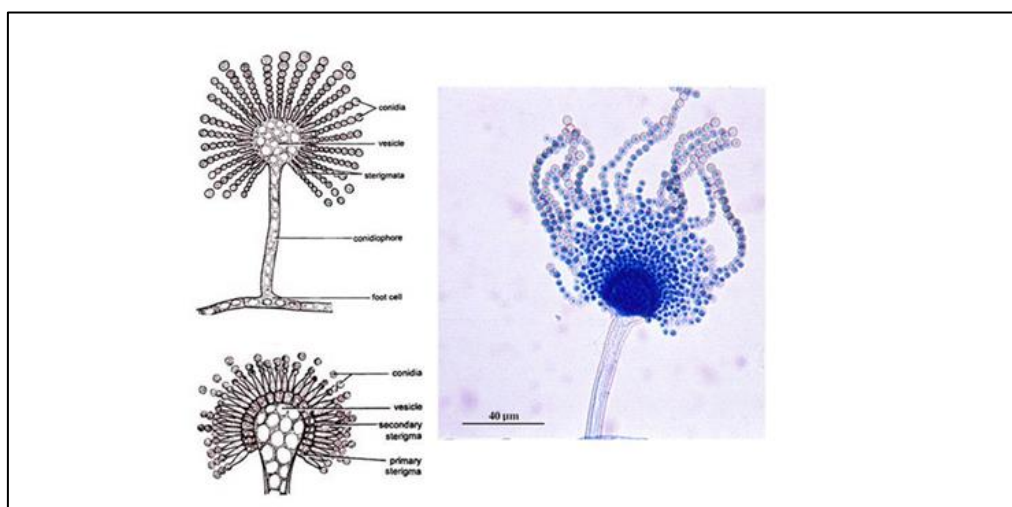 conidia
vesicle
sterigmata
conidiophore
foot cell
conidia
vesicle
secondary
sterigma
primary
sterigma
40 µm